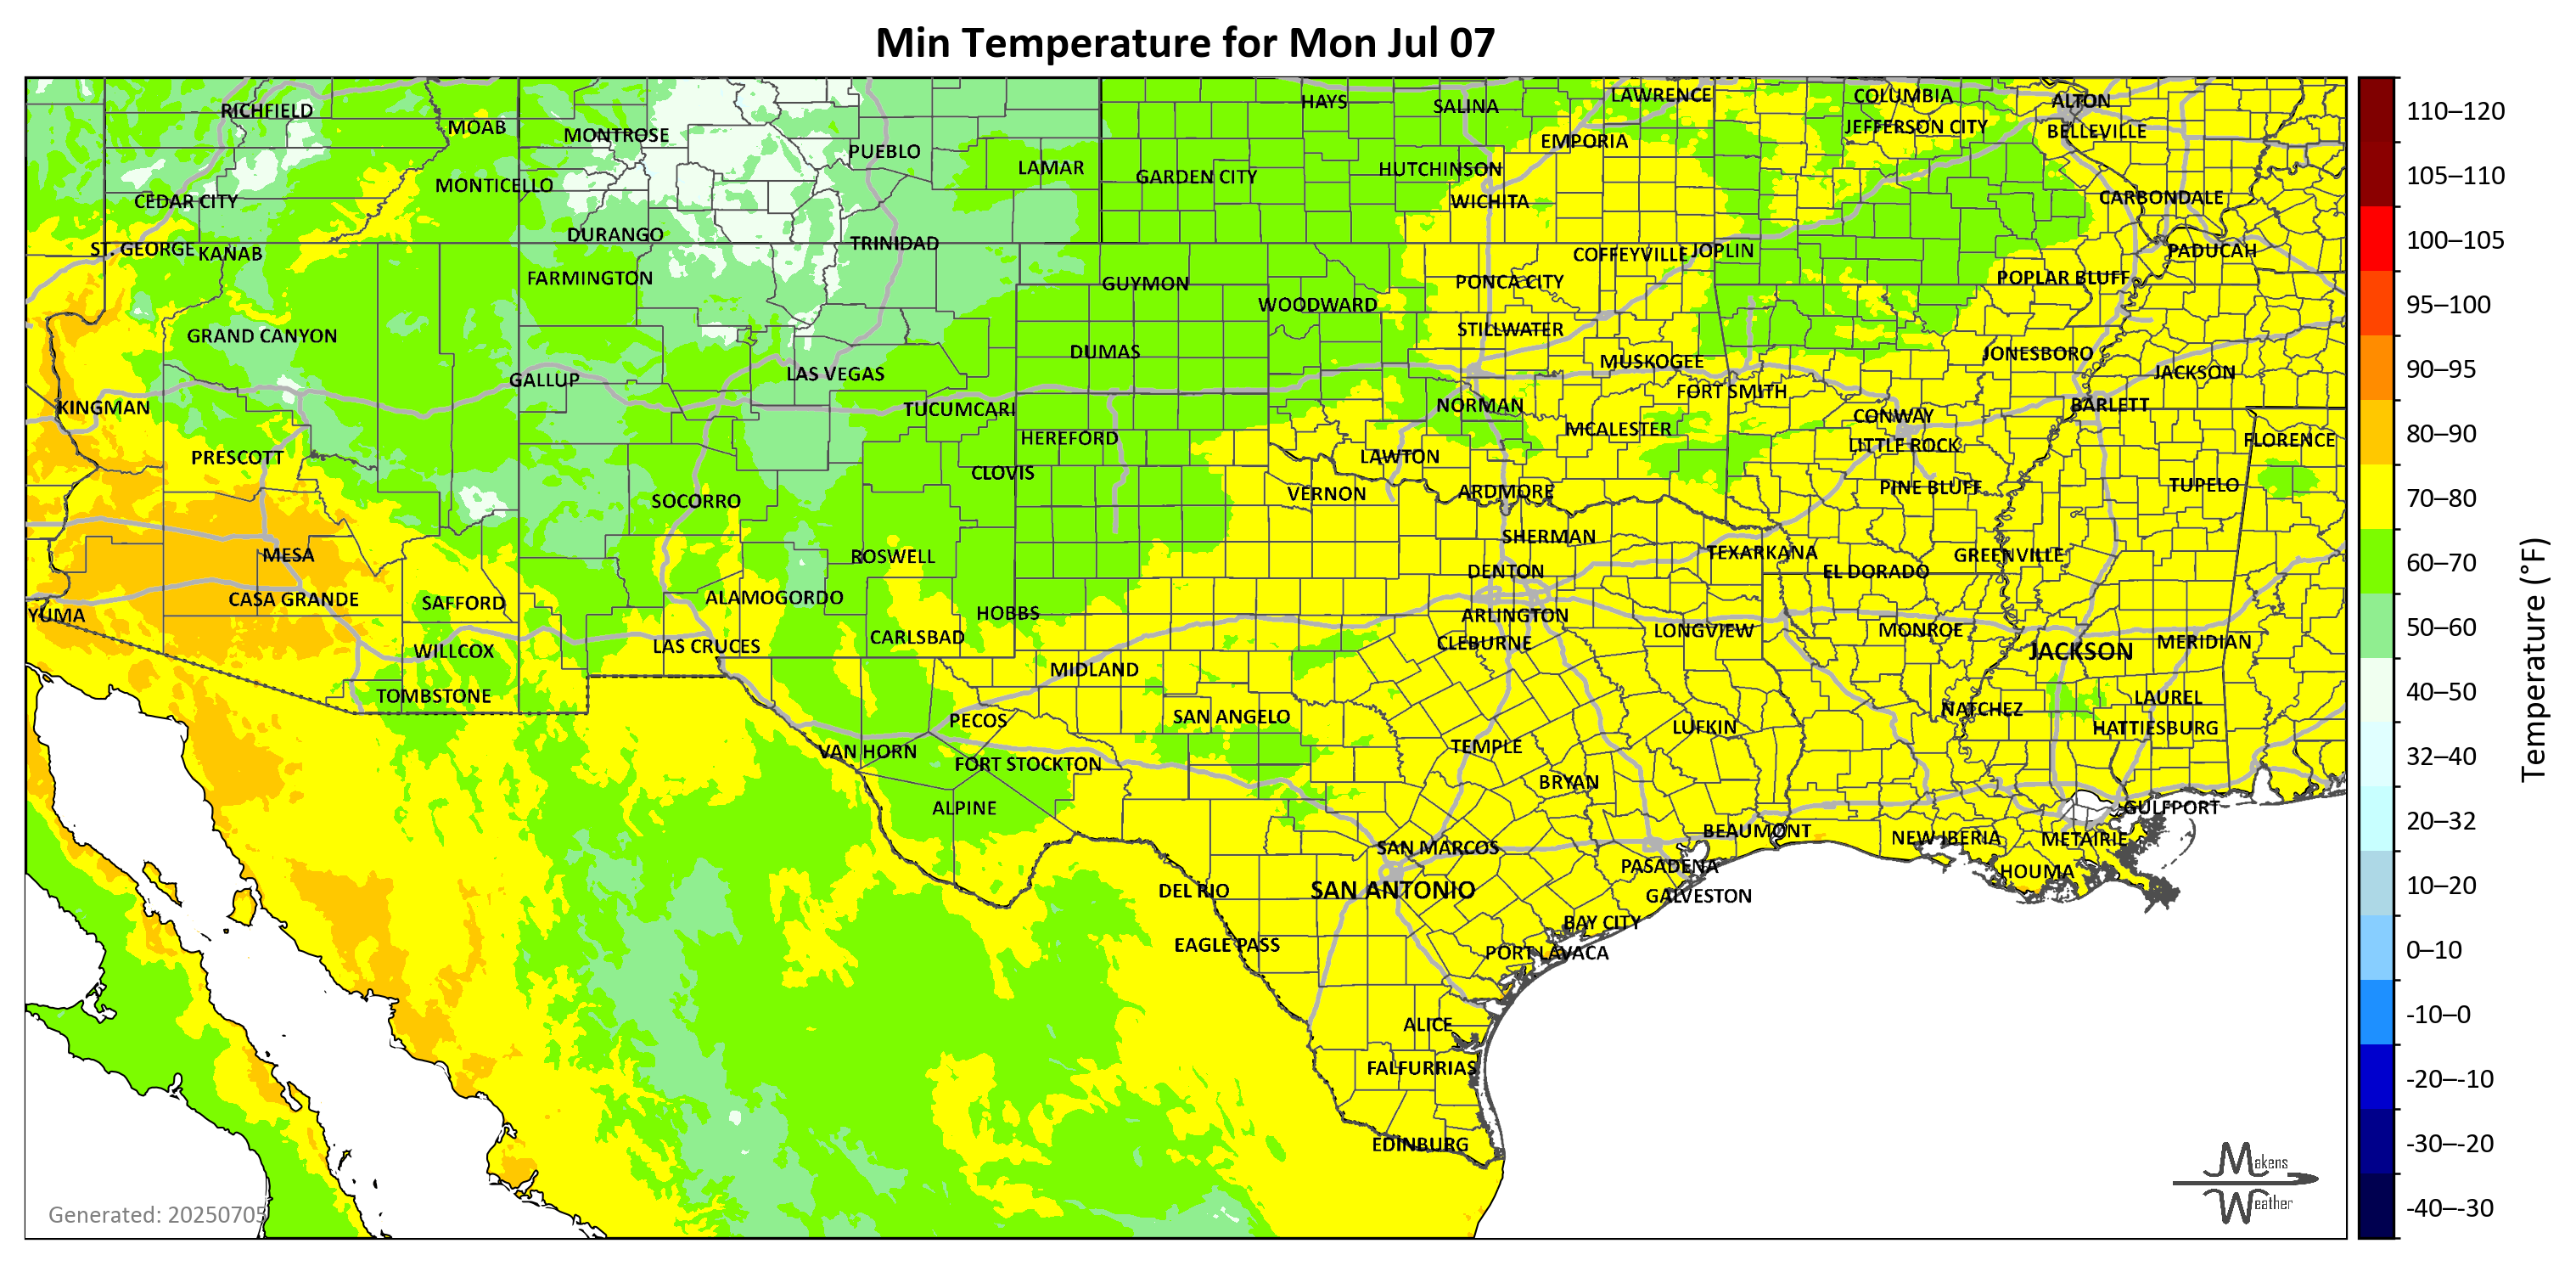 Min Temperature for Mon Jul 07
RICHFIELD
MOAB
MONTROSE
PUEBLO
LAMAR
HAYS
SALINA
LAWRENCE
COLUMBIA
ALTON
JEFFERSON CITY
BELLEVILLE
EMPORIA
HUTCHINSON
GARDEN CITY
MONTICELLO
CEDAR CITY
WICHITA
CARBONDALE
DURANGO
TRINIDAD
ST. GEORGE
KANAB
COFFEYVILLE
JOPLIN
PADUCAH
FARMINGTON
GUYMON
PONCA CITY
POPLAR BLUFF
WOODWARD
GRAND CANYON
STILLWATER
DUMAS
JONESBORO
MUSKOGEE
JACKSON
GALLUP
LAS VEGAS
FORT SMITH
KINGMAN
TUCUMCARI
NORMAN
BARLETT
CONWAY
HEREFORD
MCALESTER
LITTLE ROCK
FLORENCE
PRESCOTT
CLOVIS
LAWTON
SOCORRO
VERNON
ARDMORE
PINE BLUFF
TUPELO
SHERMAN
MESA
ROSWELL
TEXARKANA
GREENVILLE
DENTON
EL DORADO
CASA GRANDE
SAFFORD
ALAMOGORDO
HOBBS
YUMA
ARLINGTON
CARLSBAD
CLEBURNE
LONGVIEW
MONROE
MERIDIAN
WILLCOX
LAS CRUCES
JACKSON
MIDLAND
TOMBSTONE
LAUREL
PECOS
SAN ANGELO
NATCHEZ
LUFKIN
HATTIESBURG
VAN HORN
FORT STOCKTON
TEMPLE
BRYAN
ALPINE
GULFPORT
BEAUMONT
NEW IBERIA
METAIRIE
SAN MARCOS
PASADENA
HOUMA
DEL RIO
SAN ANTONIO
GALVESTON
BAY CITY
EAGLE PASS
PORT LAVACA
ALICE
FALFURRIAS
EDINBURG
Generated: 20250705
Makens
Weather
110–120
105–110
100–105
95–100
90–95
80–90
70–80
60–70
50–60
40–50
32–40
20–32
10–20
0–10
-10–0
-20–-10
-30–-20
-40–-30
Temperature (°F)